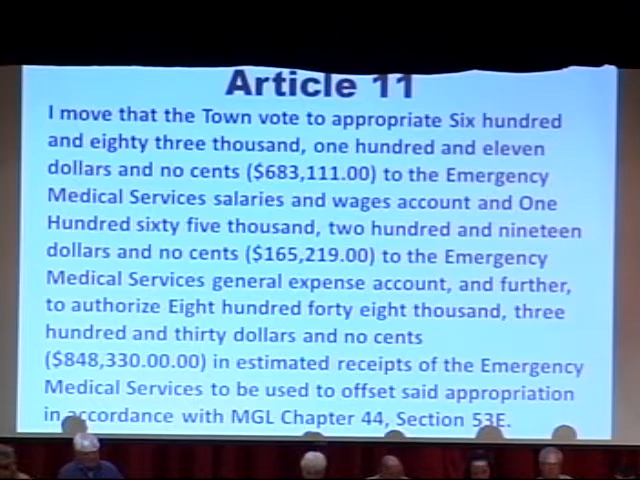 Article 11
I move that the Town vote to appropriate Six hundred
and eighty three thousand, one hundred and eleven
dollars and no cents ($683,111.00) to the Emergency
Medical Services salaries and wages account and One
Hundred sixty five thousand, two hundred and nineteen
dollars and no cents ($165,219.00) to the Emergency
Medical Services general expense account, and further,
to authorize Eight hundred forty eight thousand, three
hundred and thirty dollars and no cents
($848,330.00.00) in estimated receipts of the Emergency
Medical Services to be used to offset said appropriation
in accordance with MGL Chapter 44, Section 53E.